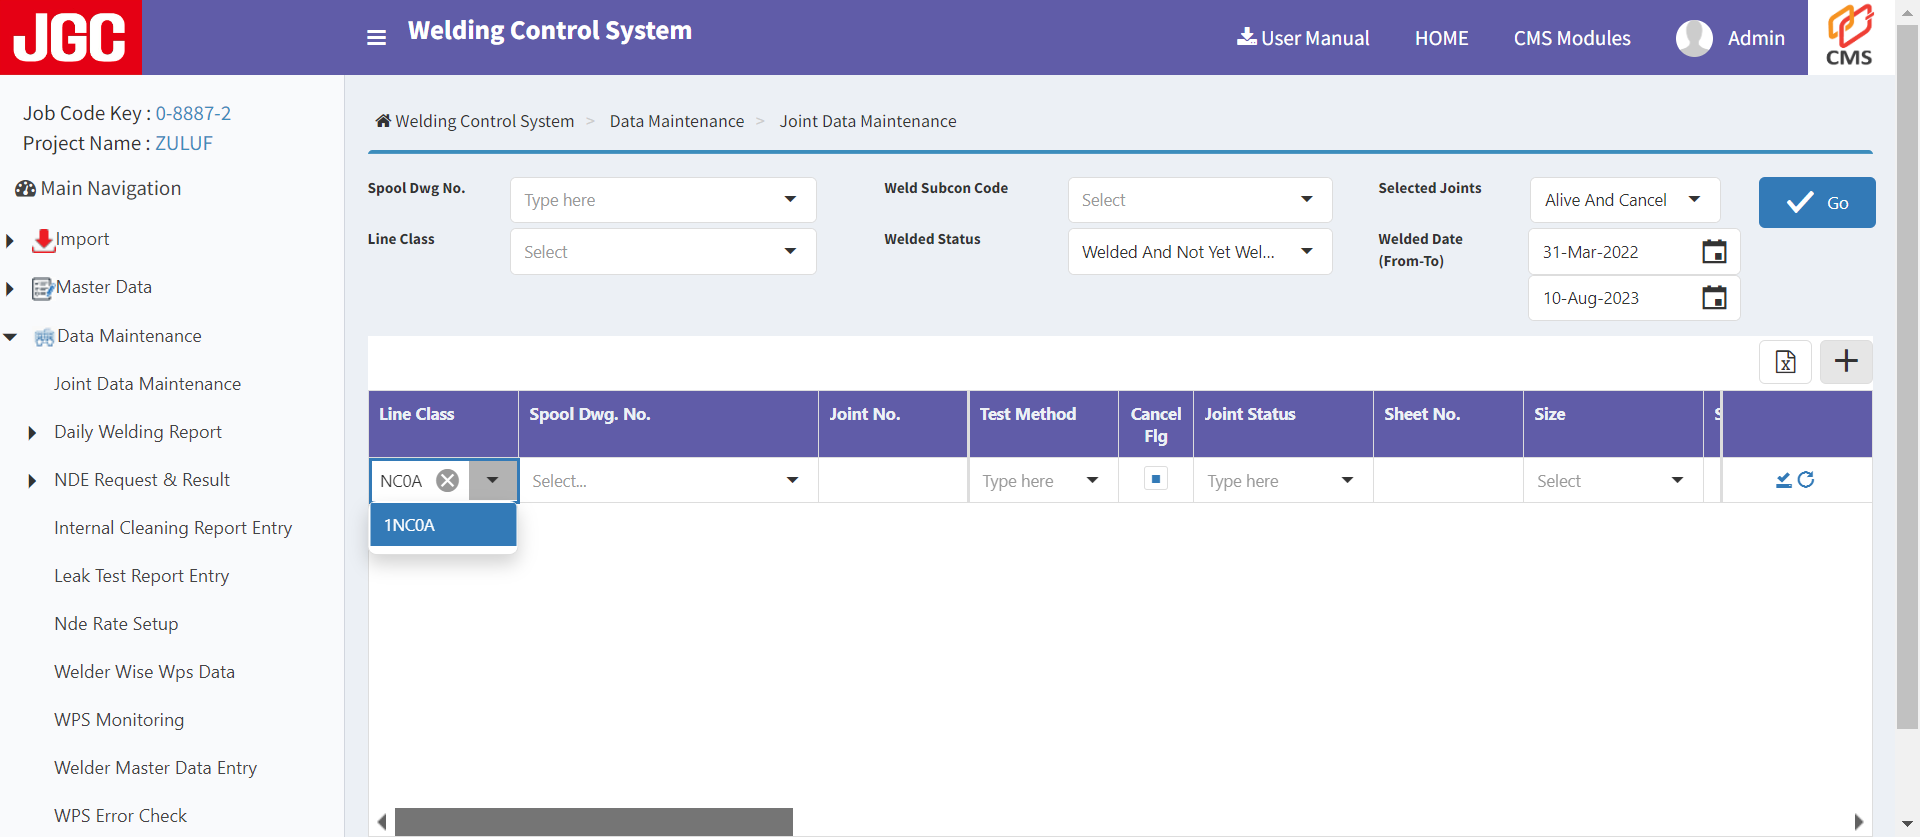 JGC
Welding Control System
User Manual
HOME
CMS Modules
Admin
CMS
Job Code Key : 0-8887-2
Project Name : ZULUF
Main Navigation
Import
Master Data
Data Maintenance
Joint Data Maintenance
Daily Welding Report
NDE Request & Result
Internal Cleaning Report Entry
Leak Test Report Entry
Nde Rate Setup
Welder Wise Wps Data
WPS Monitoring
Welder Master Data Entry
WPS Error Check
Welding Control System > Data Maintenance > Joint Data Maintenance
Spool Dwg No.
Type here
Weld Subcon Code
Select
Selected Joints
Alive And Cancel
Go
Line Class
Select
Welded Status
Welded And Not Yet Wel...
Welded Date
(From-To)
31-Mar-2022
10-Aug-2023
Line Class
Spool Dwg. No.
Joint No.
Test Method
Cancel
Flg
Joint Status
Sheet No.
Size
NC0A
Select...
Type here
Type here
Select
1NC0A